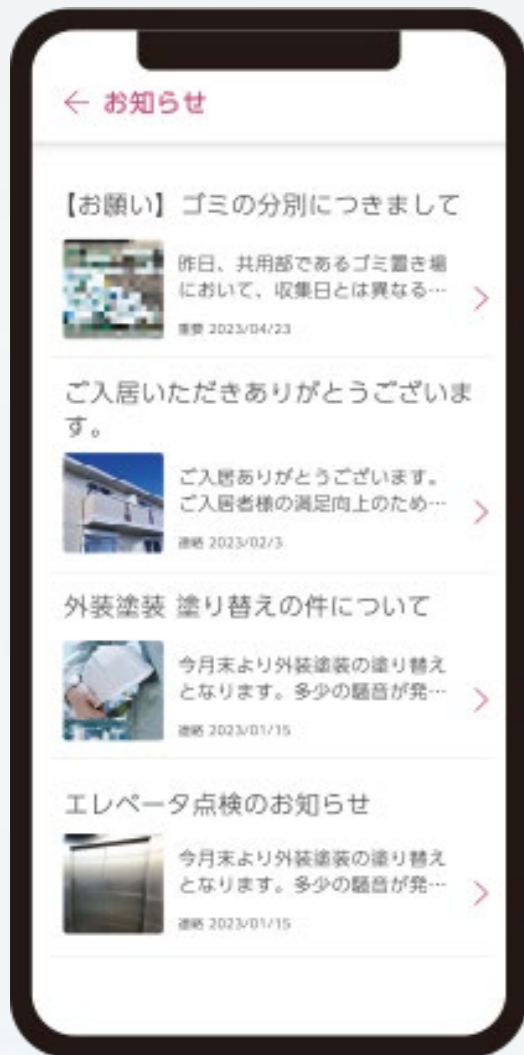 ← お知らせ
【お願い】ゴミの分別につきまして
昨日、共用部であるゴミ置き場
において、収集日とは異なる…
重要 2023/04/23
ご入居いただきありがとうございま
す。
ご入居ありがとうございます。
ご入居者様の満足向上のため…
連絡 2023/02/3
外装塗装 塗り替えの件について
今月末より外装塗装の塗り替え
となります。多少の騒音が発…
連絡 2023/01/15
エレベータ点検のお知らせ
今月末より外装塗装の塗り替え
となります。多少の騒音が発…
連絡 2023/01/15